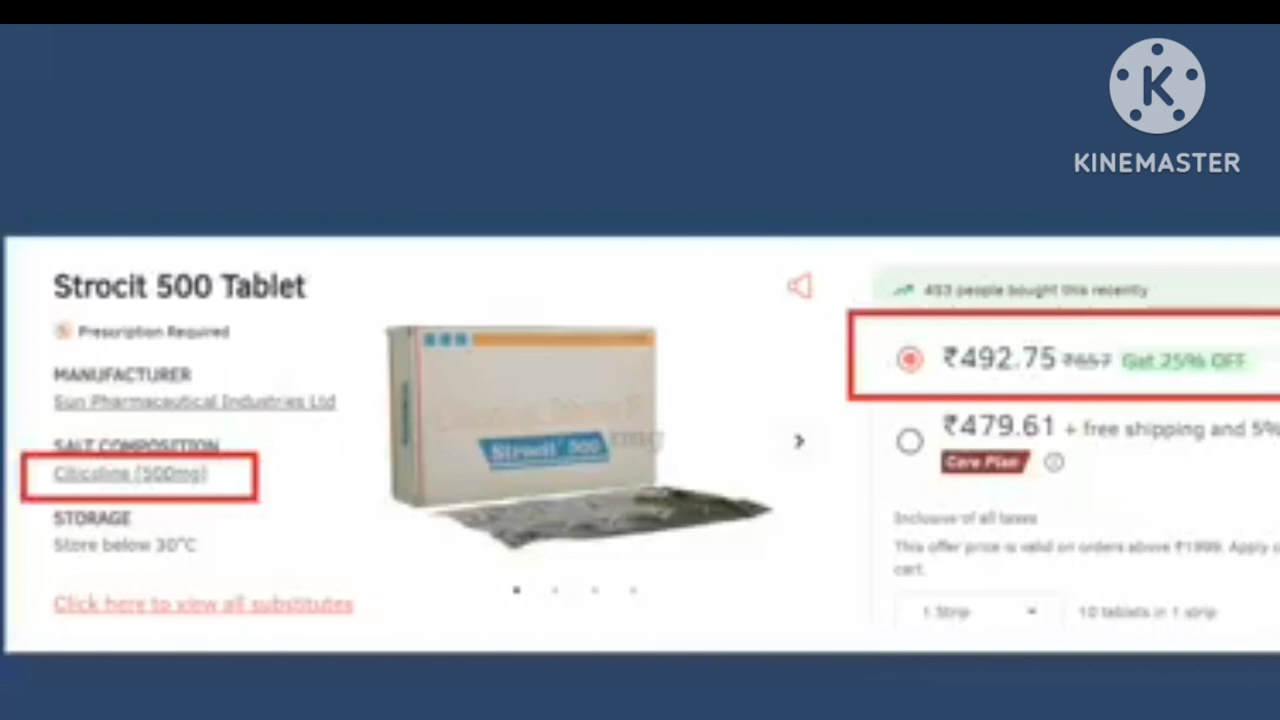 K
KINEMASTER
Strocit 500 Tablet
Prescription Required
MANUFACTURER
Sun Pharmaceutical Industries Ltd
SALT COMPOSITION
Citicoline (500mg)
STORAGE
Store below 30°C
Click here to view all substitutes
Strocit 500
453 people bought this recently
₹492.75 ₹657 Get 25% OFF
₹479.61 + free shipping and 5%
Care Plan
Inclusive of all taxes
This offer price is valid on orders above ₹1999. Apply
cart.
1 Strip
10 tablets in 1 strip